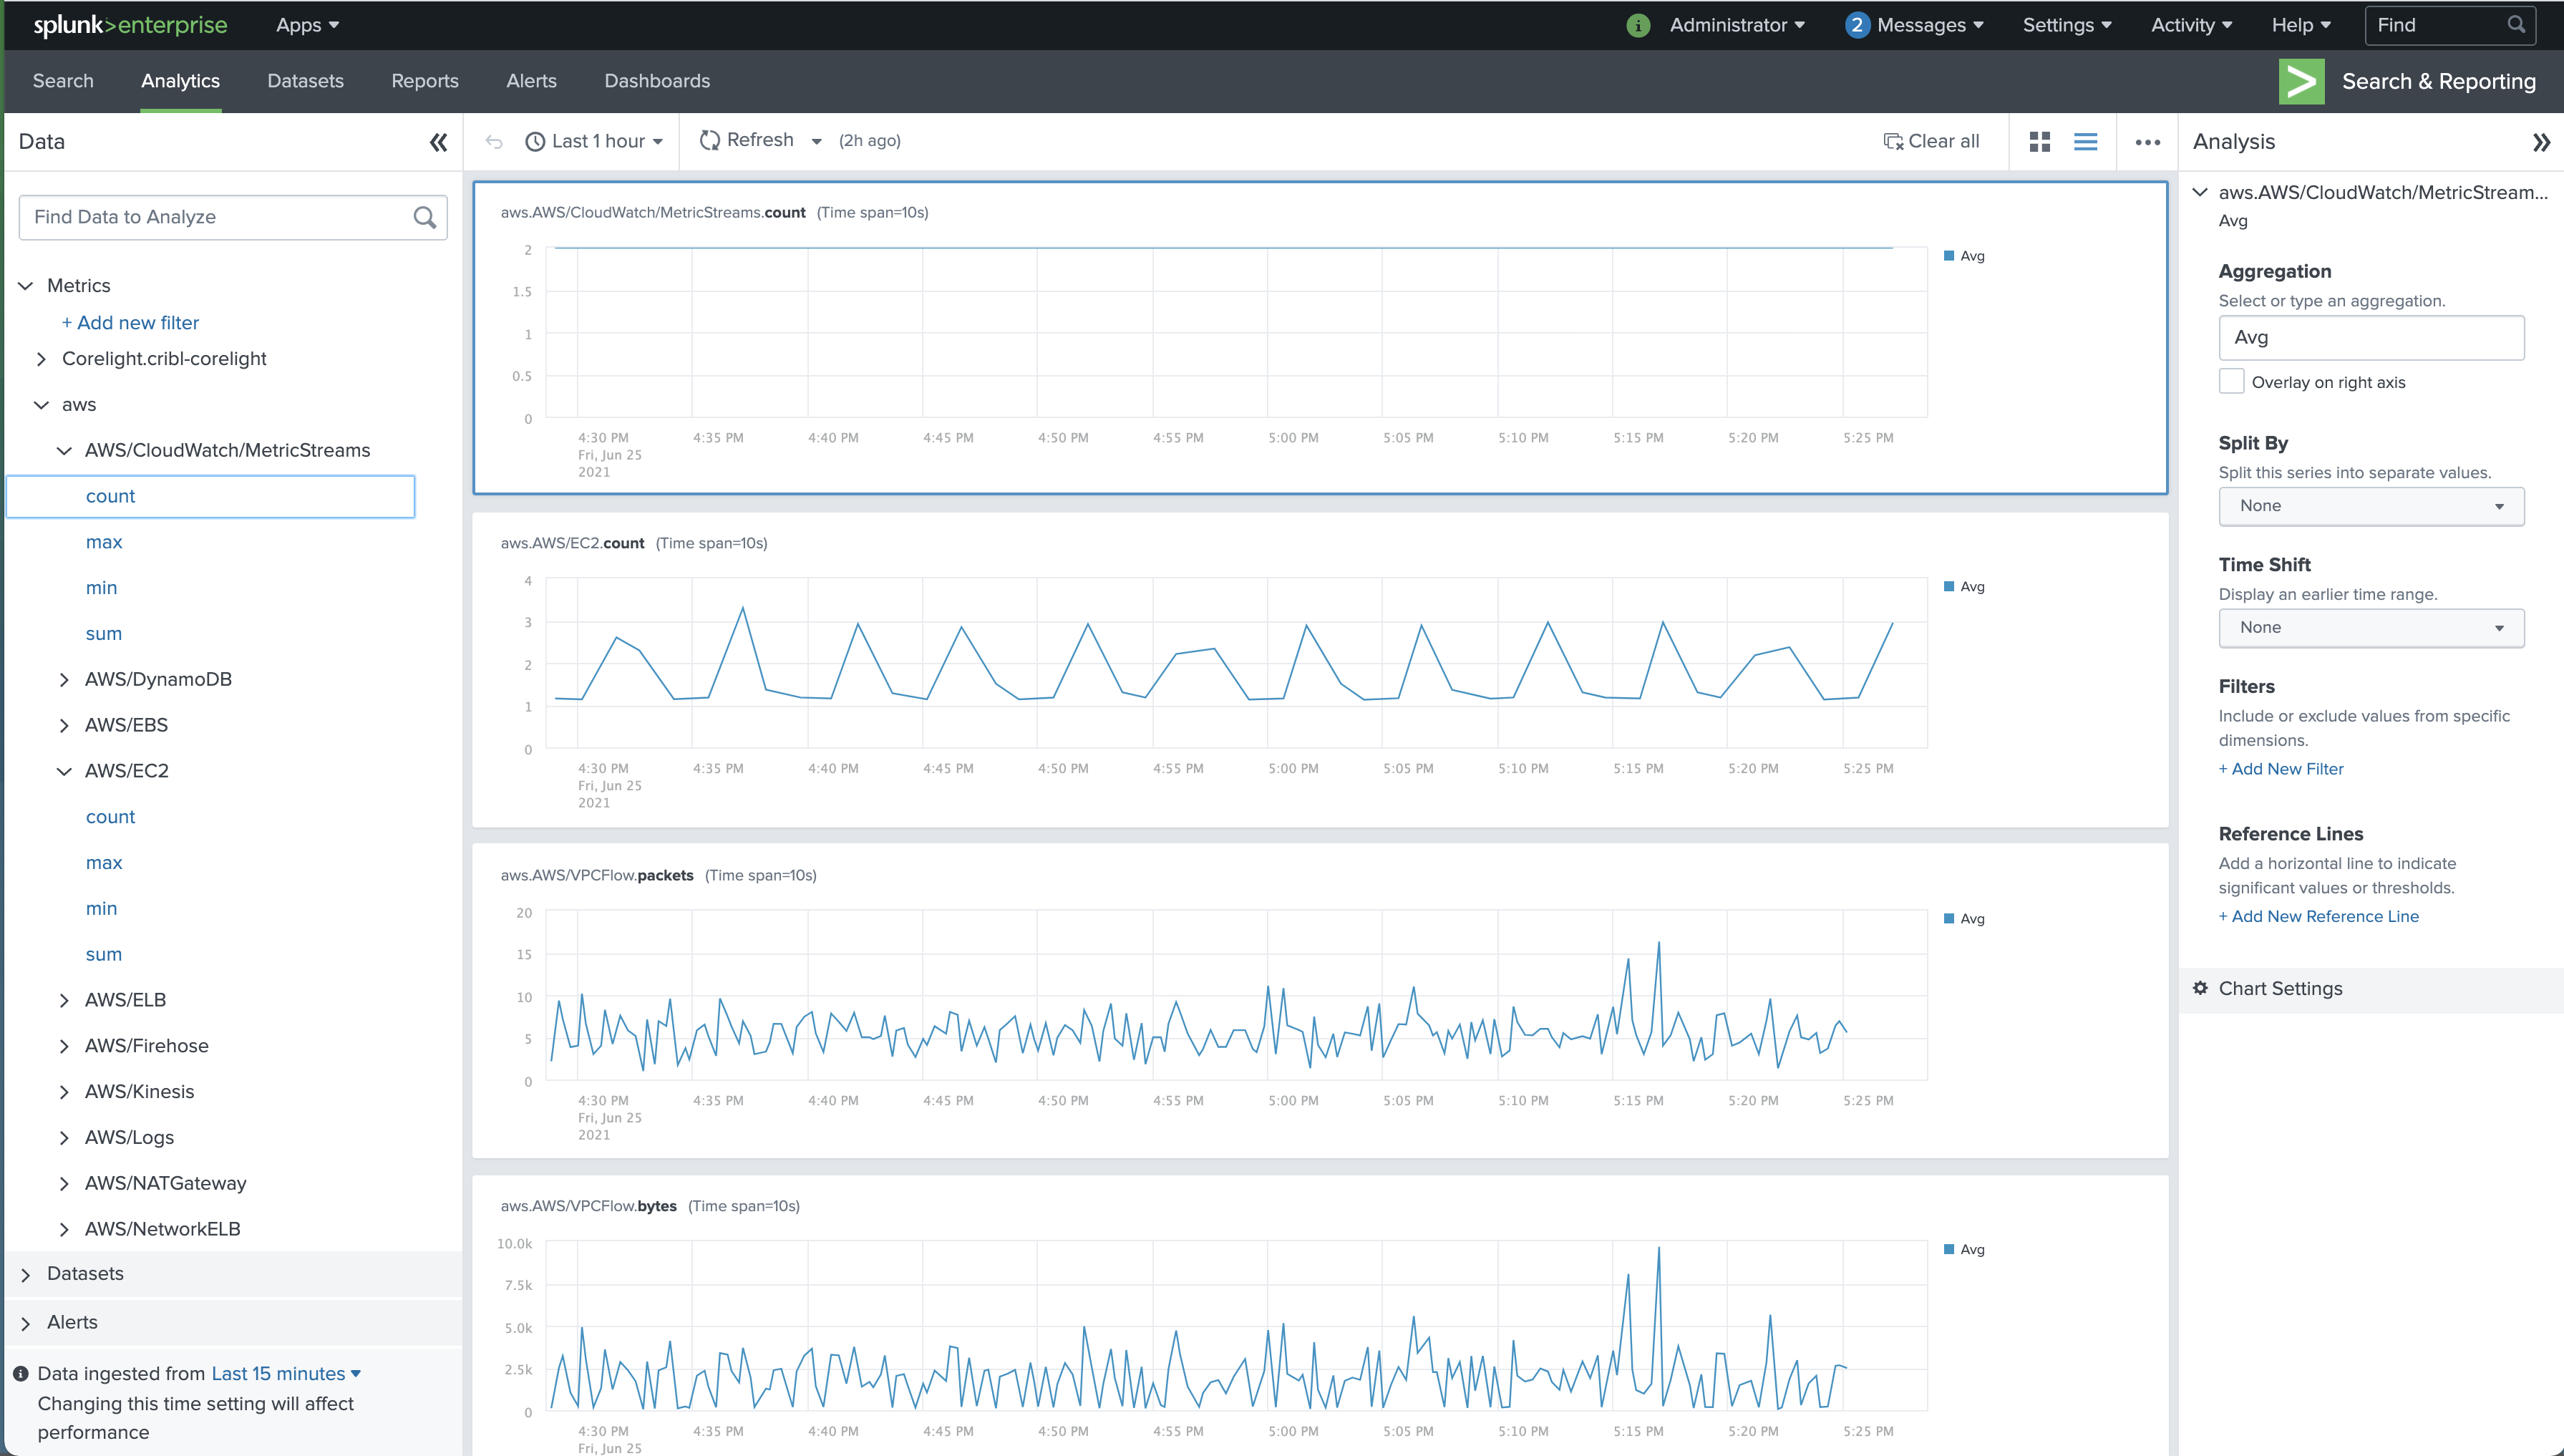 splunk>enterprise Apps Administrator 2 Messages Settings Activity Help Find
Search Analytics Datasets Reports Alerts Dashboards Search & Reporting
Data
Find Data to Analyze
Metrics
+ Add new filter
Corelight.cribl-corelight
aws
AWS/CloudWatch/MetricStreams
count
max
min
sum
AWS/DynamoDB
AWS/EBS
AWS/EC2
count
max
min
sum
AWS/ELB
AWS/Firehose
AWS/Kinesis
AWS/Logs
AWS/NATGateway
AWS/NetworkELB
Datasets
Alerts
Data ingested from Last 15 minutes
Changing this time setting will affect
performance
Last 1 hour Refresh (2h ago) Clear all
aws.AWS/CloudWatch/MetricStreams.count (Time span=10s)
2
1.5
1
0.5
0
Avg
4:30 PM 4:35 PM 4:40 PM 4:45 PM 4:50 PM 4:55 PM 5:00 PM 5:05 PM 5:10 PM 5:15 PM 5:20 PM 5:25 PM
Fri, Jun 25
2021
aws.AWS/EC2.count (Time span=10s)
4
3
2
1
0
Avg
4:30 PM 4:35 PM 4:40 PM 4:45 PM 4:50 PM 4:55 PM 5:00 PM 5:05 PM 5:10 PM 5:15 PM 5:20 PM 5:25 PM
Fri, Jun 25
2021
aws.AWS/VPCFlow.packets (Time span=10s)
20
15
10
5
0
Avg
4:30 PM 4:35 PM 4:40 PM 4:45 PM 4:50 PM 4:55 PM 5:00 PM 5:05 PM 5:10 PM 5:15 PM 5:20 PM 5:25 PM
Fri, Jun 25
2021
aws.AWS/VPCFlow.bytes (Time span=10s)
10.0k
7.5k
5.0k
2.5k
0
Avg
4:30 PM 4:35 PM 4:40 PM 4:45 PM 4:50 PM 4:55 PM 5:00 PM 5:05 PM 5:10 PM 5:15 PM 5:20 PM 5:25 PM
Fri, Jun 25
Analysis
aws.AWS/CloudWatch/MetricStream...
Avg
Aggregation
Select or type an aggregation.
Avg
Overlay on right axis
Split By
Split this series into separate values.
None
Time Shift
Display an earlier time range.
None
Filters
Include or exclude values from specific
dimensions.
+ Add New Filter
Reference Lines
Add a horizontal line to indicate
significant values or thresholds.
+ Add New Reference Line
Chart Settings